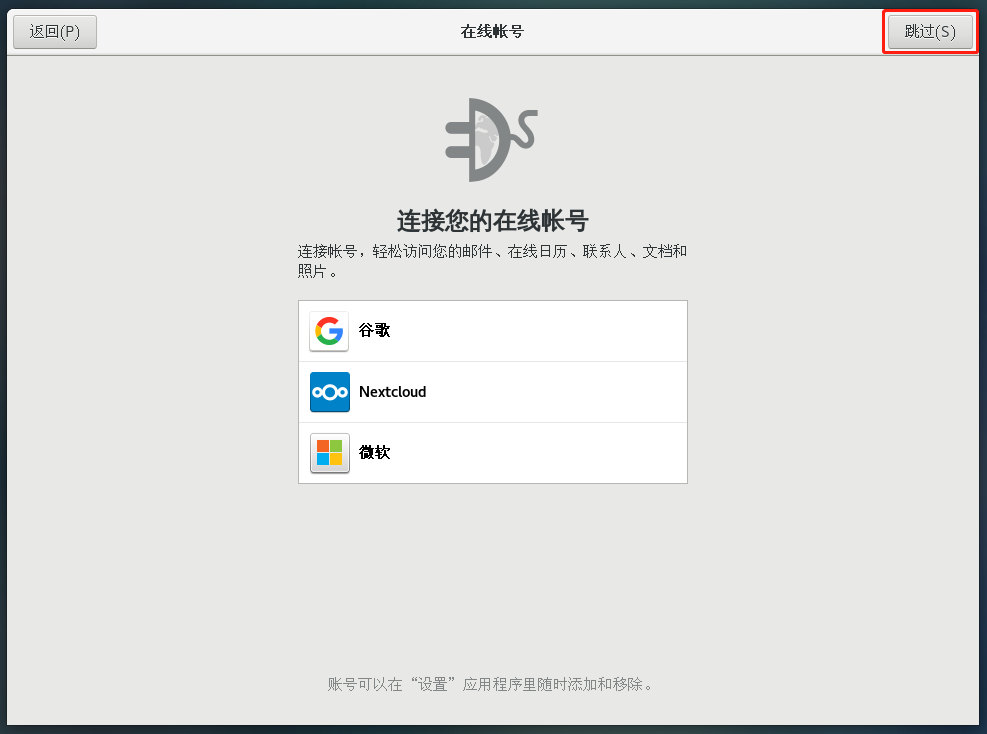 返回(P)
在线帐号
跳过(S)
连接您的在线帐号
连接帐号，轻松访问您的邮件、在线日历、联系人、文档和
照片。
谷歌
Nextcloud
微软
账号可以在“设置”应用程序里随时添加和移除。